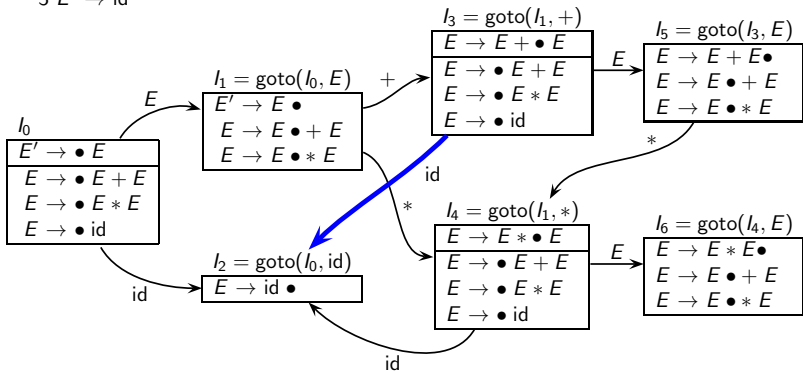 3 E → id
I₀
E′ → • E
E → • E + E
E → • E ∗ E
E → • id
E
id
I₁ = goto(I₀, E)
E′ → E •
E → E • + E
E → E • ∗ E
I₂ = goto(I₀, id)
E → id •
+
∗
I₃ = goto(I₁, +)
E → E + • E
E → • E + E
E → • E ∗ E
E → • id
id
I₄ = goto(I₁, ∗)
E → E ∗ • E
E → • E + E
E → • E ∗ E
E → • id
id
E
I₅ = goto(I₃, E)
E → E + E•
E → E • + E
E → E • ∗ E
∗
E
I₆ = goto(I₄, E)
E → E ∗ E•
E → E • + E
E → E • ∗ E